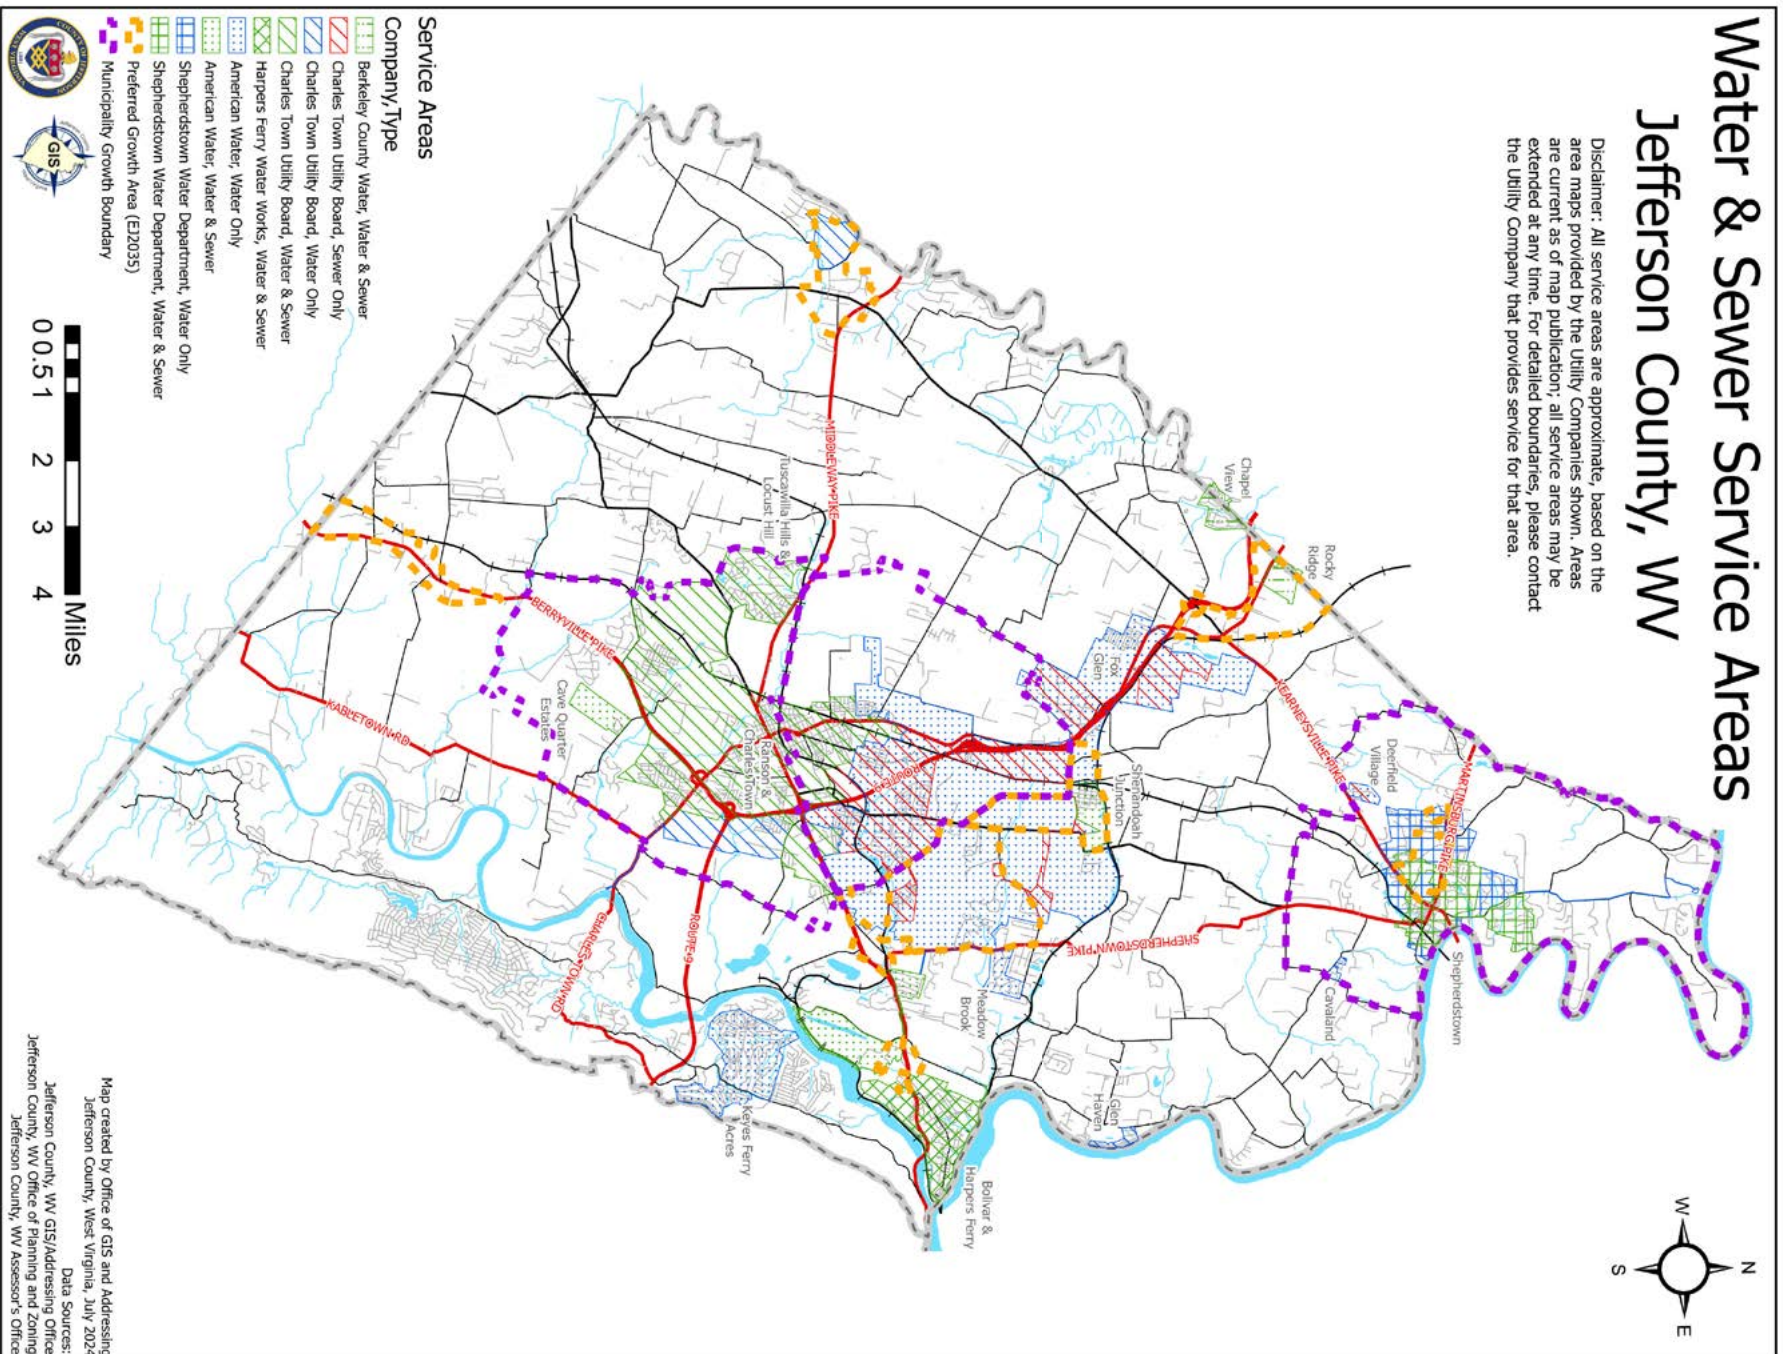 Water & Sewer Service Areas
Jefferson County, WV
Disclaimer: All service areas are approximate, based on the
area maps provided by the Utility Companies shown. Areas
are current as of map publication; all service areas may be
extended at any time. For detailed boundaries, please contact
the Utility Company that provides service for that area.
N
W
E
S
Rocky
Ridge
Chapel
View
KEARNEYSVILLE PIKE
MARTINSBURG PIKE
Deerfield
Village
Shepherdstown
Cavaland
SHEPHERDSTOWN PIKE
Fox
Glen
Shenandoah
Junction
Glen
Haven
Meadow
Brook
Bolivar &
Harpers Ferry
MIDDLEWAY PIKE
Tuscawilla Hills &
Locust Hill
ROUTE 9
Ranson &
Charles Town
Keyes Ferry
Acres
BERRYVILLE PIKE
Cave Quarter
Estates
ROUTE 9
CHARLES TOWN RD
KABLETOWN RD
Service Areas
Company,Type
Berkeley County Water, Water & Sewer
Charles Town Utility Board, Sewer Only
Charles Town Utility Board, Water Only
Charles Town Utility Board, Water & Sewer
Harpers Ferry Water Works, Water & Sewer
American Water, Water Only
American Water, Water & Sewer
Shepherdstown Water Department, Water Only
Shepherdstown Water Department, Water & Sewer
Preferred Growth Area (EJ2035)
Municipality Growth Boundary
GIS
0 0.5 1 2 3 4
Miles
Map created by Office of GIS and Addressing
Jefferson County, West Virginia, July 2024
Data Sources:
Jefferson County, WV GIS/Addressing Office
Jefferson County, WV Office of Planning and Zoning
Jefferson County, WV Assessor's Office